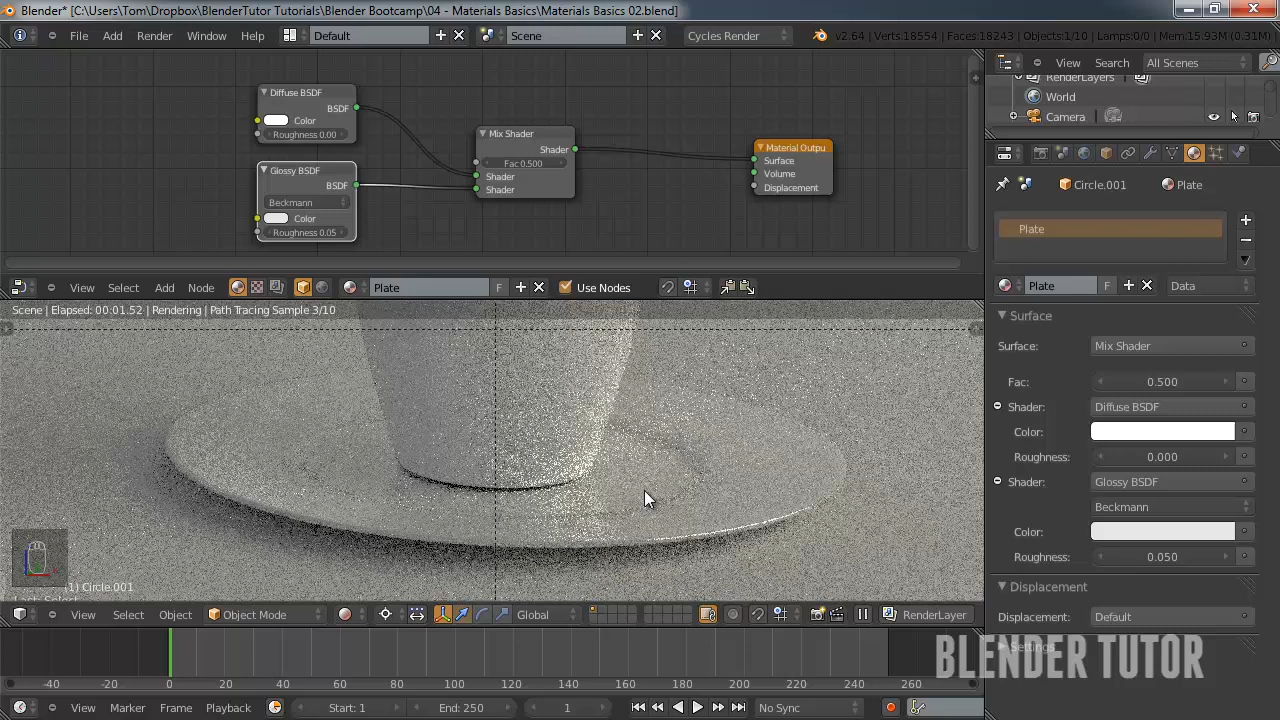 Blender* [C:\Users\Tom\Dropbox\BlenderTutor Tutorials\Blender Bootcamp\04 - Materials Basics\Materials Basics 02.blend]
File Add Render Window Help Default Scene Cycles Render v2.64 | Verts:18554 | Faces:18243 | Objects:1/10 | Lamps:0/0 | Mem:15.93M (0.31M) |
View Search All Scenes
RenderLayers
World
Camera
Diffuse BSDF
BSDF
Color
Roughness 0.00
Glossy BSDF
BSDF
Beckmann
Color
Roughness 0.05
Mix Shader
Shader
Fac 0.500
Shader
Shader
Material Outpu
Surface
Volume
Displacement
Circle.001 Plate
Plate
Plate F Data
View Select Add Node Plate F Use Nodes
Surface
Surface: Mix Shader
Fac: 0.500
Shader: Diffuse BSDF
Color:
Roughness: 0.000
Shader: Glossy BSDF
Beckmann
Color:
Roughness: 0.050
Displacement
Displacement: Default
Settings
Scene | Elapsed: 00:01.52 | Rendering | Path Tracing Sample 3/10
(1) Circle.001
View Select Object Object Mode Global RenderLayer
BLENDER TUTOR
-40 -20 0 20 40 60 80 100 120 140 160 180 200 220 240 260
View Marker Frame Playback Start: 1 End: 250 1 No Sync